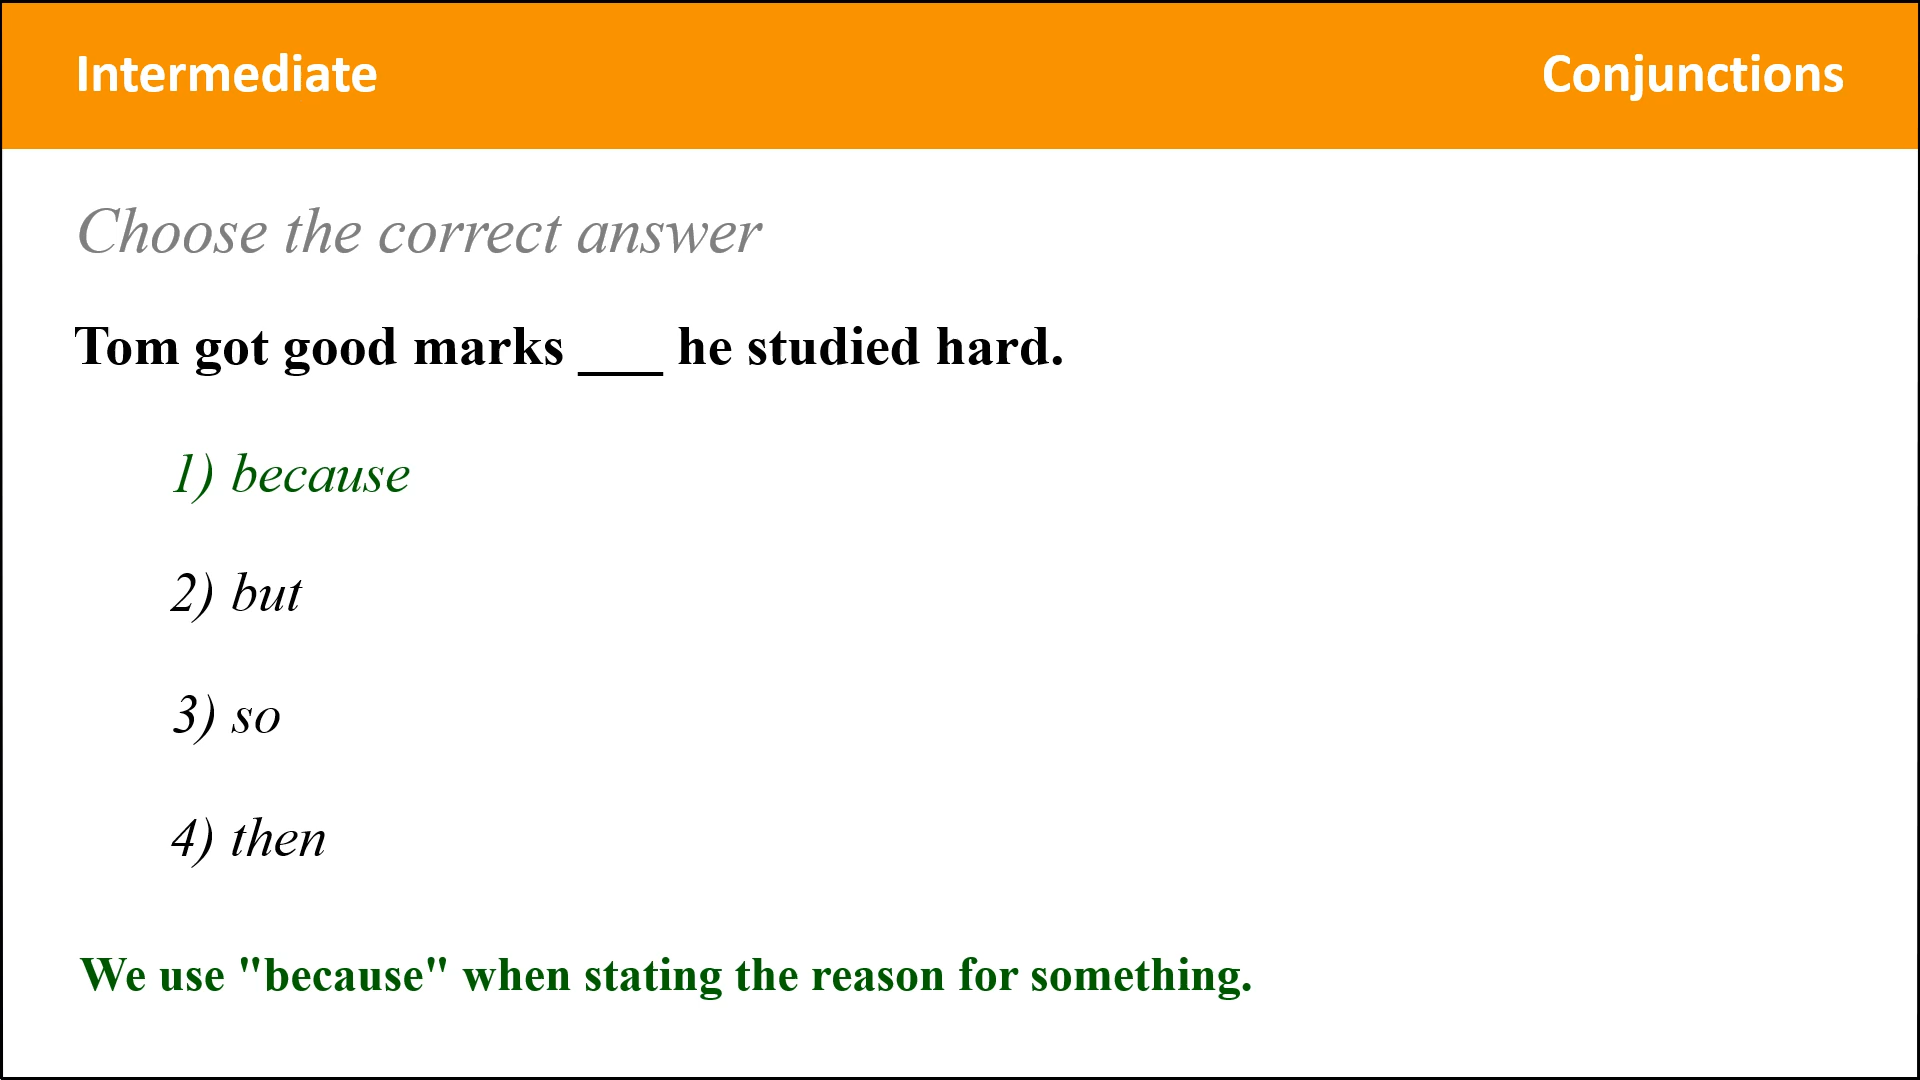 Intermediate
Conjunctions
Choose the correct answer
Tom got good marks ___ he studied hard.
1) because
2) but
3) so
4) then
We use "because" when stating the reason for something.